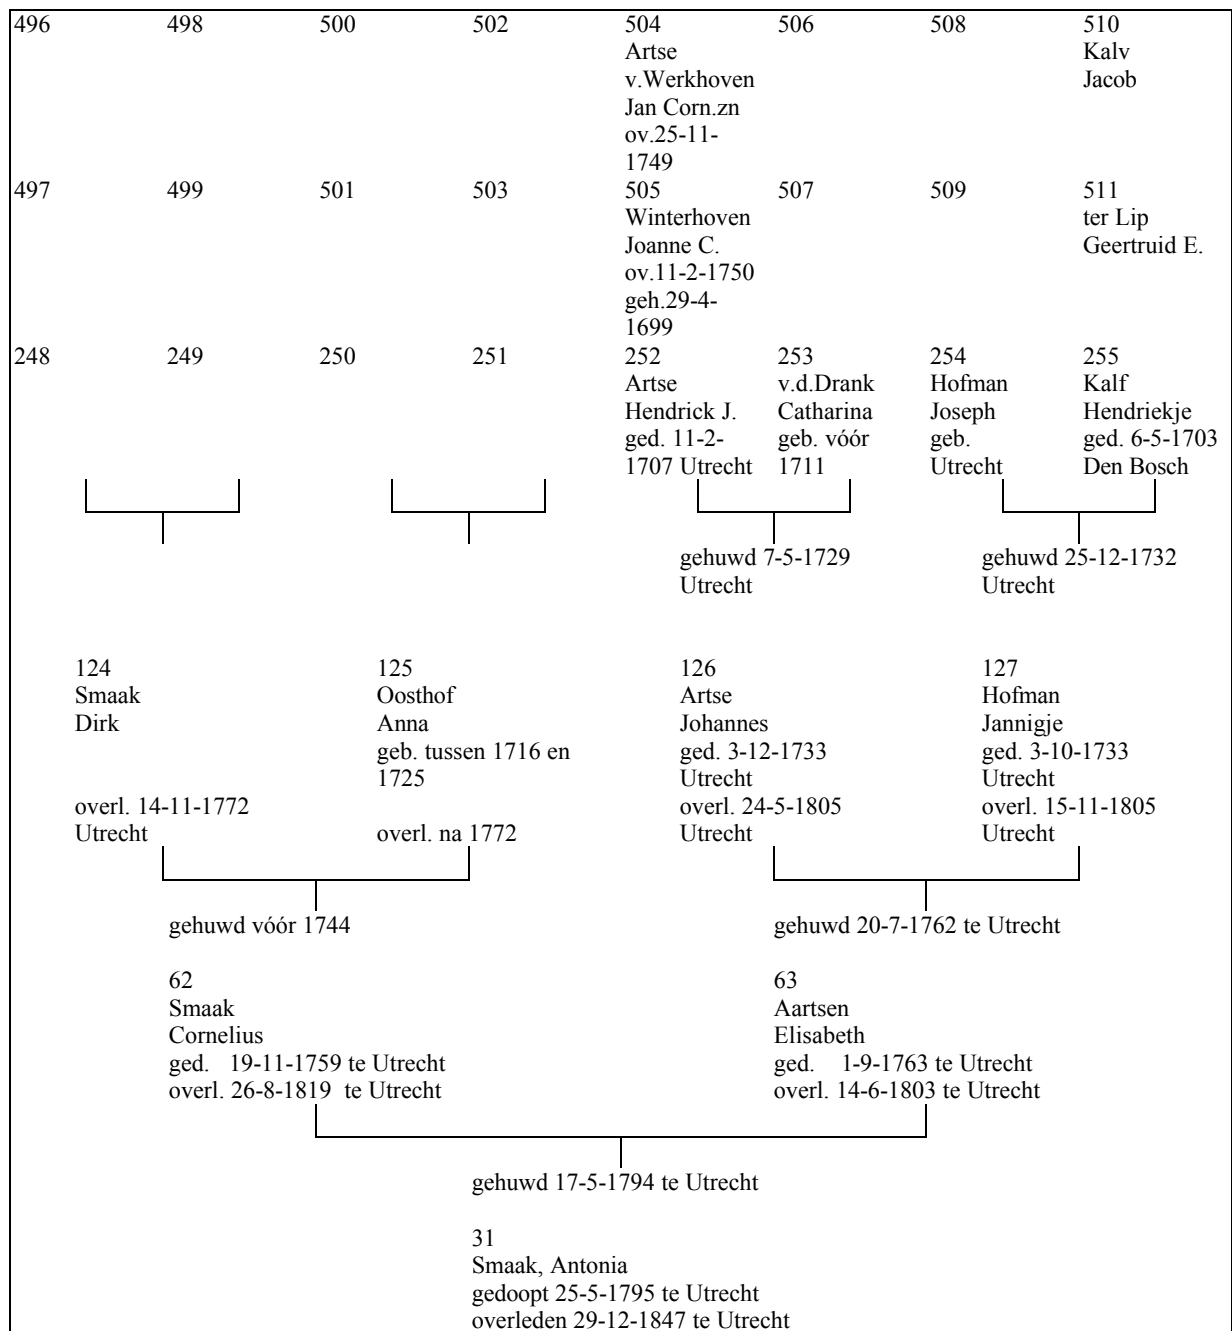 496 498 500 502 504 506 508 510
Artse Kalv
v.Werkhoven Jacob
Jan Corn.zn
ov.25-11-
1749
497 499 501 503 505 507 509 511
Winterhoven ter Lip
Joanne C. Geertruid E.
ov.11-2-1750
geh.29-4-
1699
248 249 250 251 252 253 254 255
Artse v.d.Drank Hofman Kalf
Hendrick J. Catharina Joseph Hendriekje
ged. 11-2- geb. vóór geb. ged. 6-5-1703
1707 Utrecht 1711 Utrecht Den Bosch
gehuwd 7-5-1729 gehuwd 25-12-1732
Utrecht Utrecht
124 125 126 127
Smaak Oosthof Artse Hofman
Dirk Anna Johannes Jannigje
geb. tussen 1716 en ged. 3-12-1733 ged. 3-10-1733
1725 Utrecht Utrecht
overl. 14-11-1772 overl. 24-5-1805 overl. 15-11-1805
Utrecht overl. na 1772 Utrecht Utrecht
gehuwd vóór 1744 gehuwd 20-7-1762 te Utrecht
62 63
Smaak Aartsen
Cornelius Elisabeth
ged. 19-11-1759 te Utrecht ged. 1-9-1763 te Utrecht
overl. 26-8-1819 te Utrecht overl. 14-6-1803 te Utrecht
gehuwd 17-5-1794 te Utrecht
31
Smaak, Antonia
gedoopt 25-5-1795 te Utrecht
overleden 29-12-1847 te Utrecht